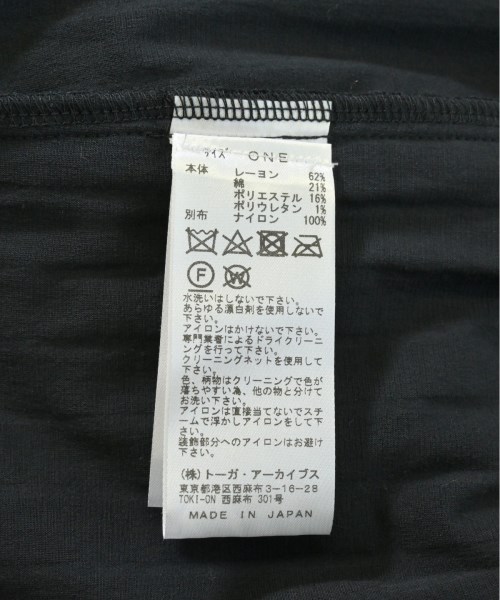 サイズ ONE
本体 レーヨン 62%
綿 21%
ポリエステル 16%
ポリウレタン 1%
別布 ナイロン 100%
F W
水洗いはしないで下さい。
あらゆる漂白剤を使用しないで
下さい。
アイロンはかけないで下さい。
専門業者によるドライクリーニ
ングを行って下さい。
クリーニングネットを使用して
下さい。
色、柄物はクリーニングで色が
落ちやすい為、他の物と分けて
お洗い下さい。
アイロンは直接当てないでスチー
ムで浮かしアイロンをして下
さい。
装飾部分へのアイロンはお避け
下さい。
(株)トーガ・アーカイブス
東京都港区西麻布3-16-28
TOKI-ON 西麻布 301号
MADE IN JAPAN